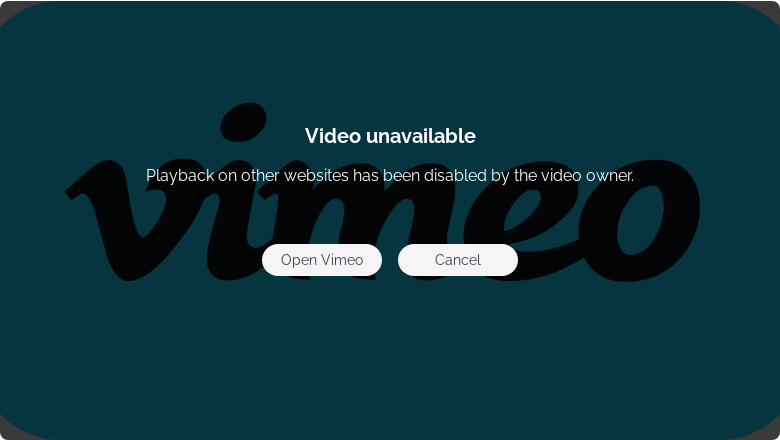 vimeo
Video unavailable
Playback on other websites has been disabled by the video owner.
Open Vimeo
Cancel